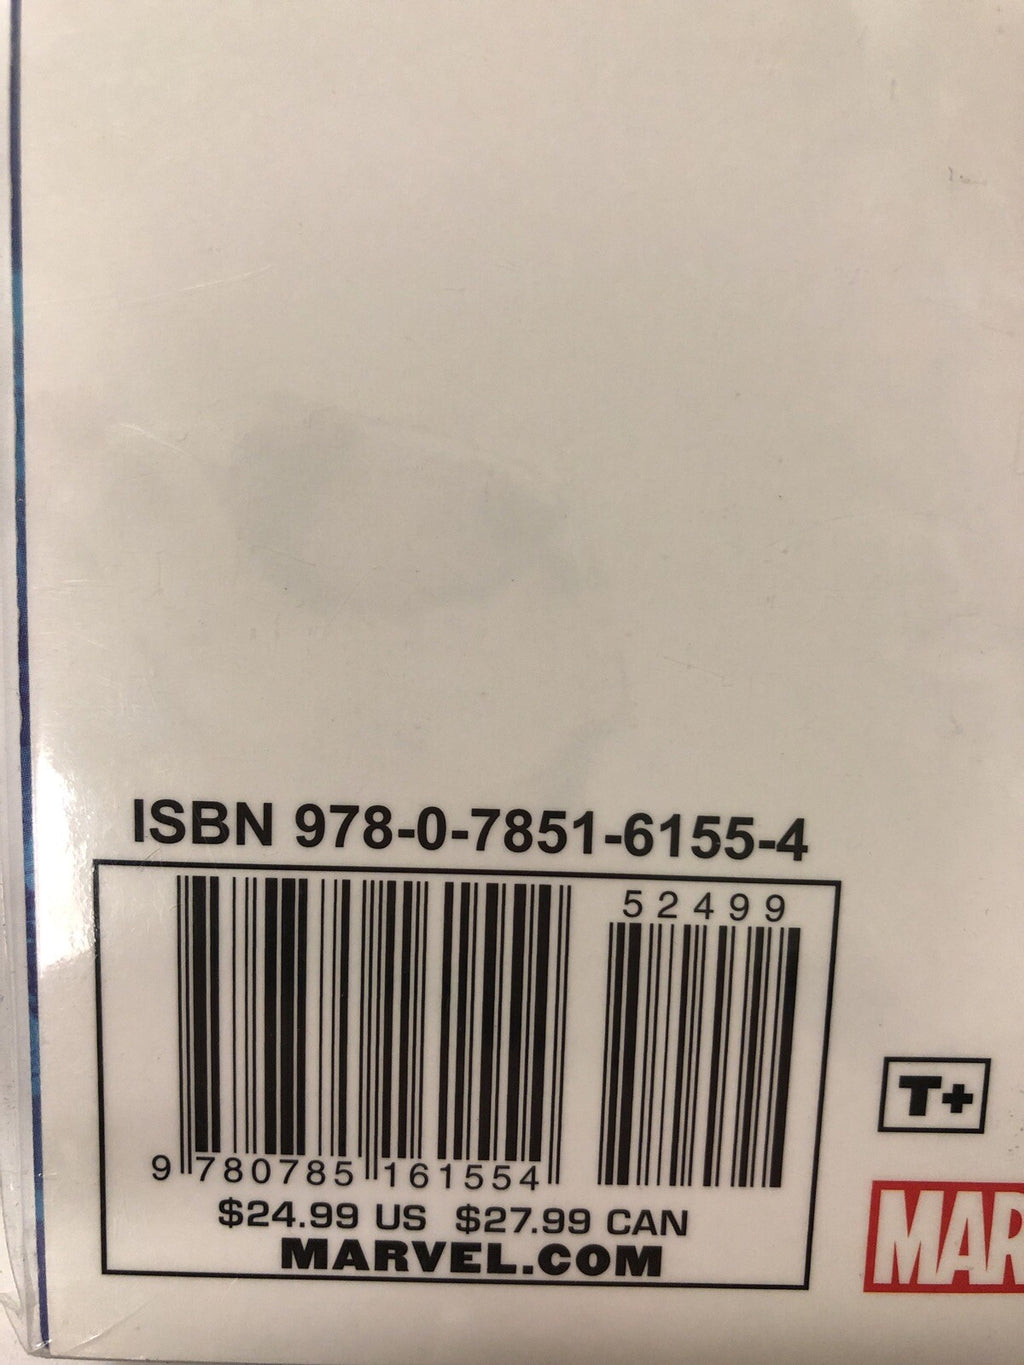 ISBN 978-0-7851-6155-4
52499
9 780785 161554
$24.99 US $27.99 CAN
MARVEL.COM
T+
MAR